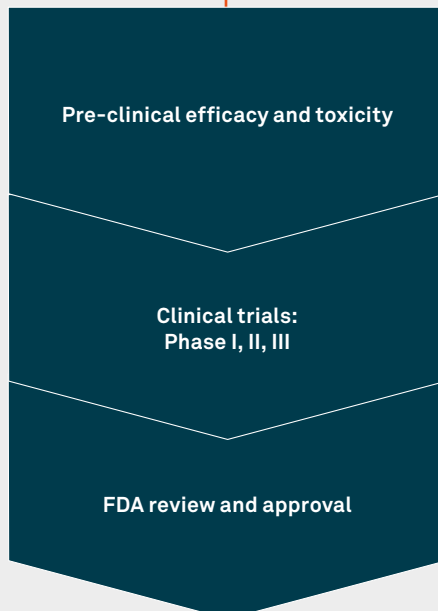 Pre-clinical efficacy and toxicity
Clinical trials:
Phase I, II, III
FDA review and approval